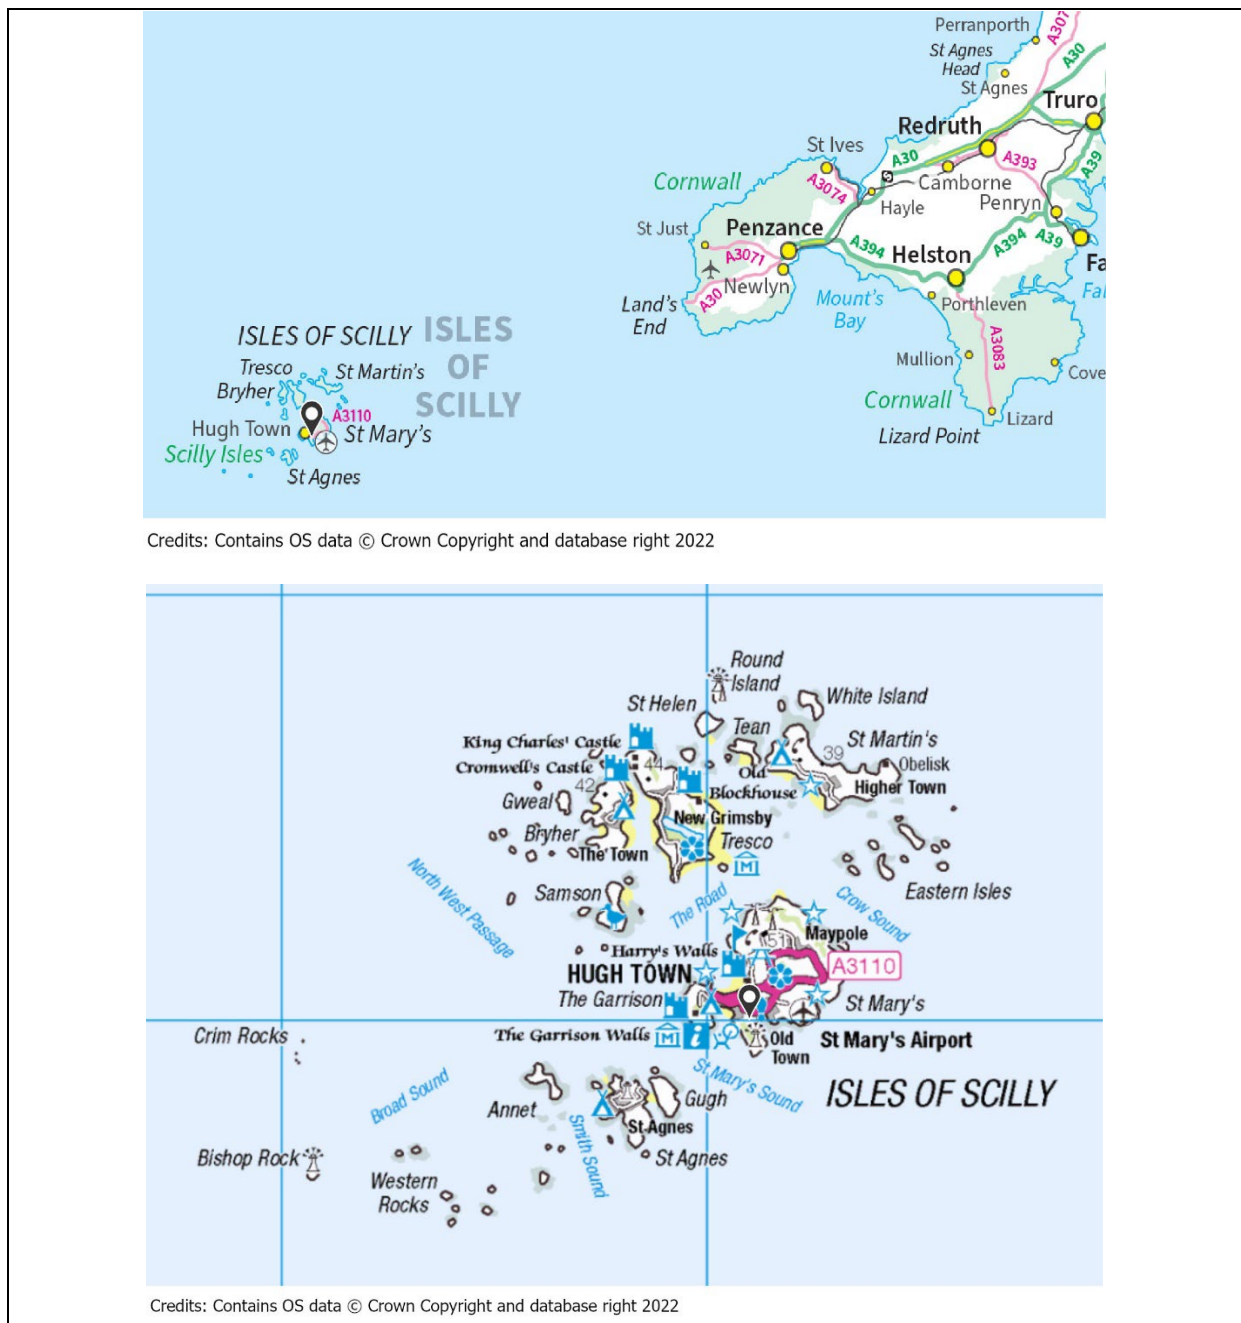 Perranporth
A307
St Agnes
Head
A30
St Agnes
Truro
Redruth
St Ives
A30
A393
A39
Cornwall
A3074
Camborne
Hayle
Penryn
St Just
Penzance
A3071
A394
Helston
A394
A39
Fa
Newlyn
Fal
Land's
End
A30
Mount's
Bay
Porthleven
ISLES OF SCILLY
ISLES
OF
SCILLY
A3083
Mullion
Cove
Tresco
St Martin's
Bryher
Cornwall
A3110
Lizard
Hugh Town
St Mary's
Lizard Point
Scilly Isles
St Agnes
Credits: Contains OS data © Crown Copyright and database right 2022
Round
Island
White Island
St Helen
Tean
King Charles' Castle
St Martin's
39
Cromwell's Castle
44
Old
Blockhouse
Obelisk
42
Higher Town
Gweal
New Grimsby
Bryher
Tresco
The Town
North West Passage
Samson
The Road
Eastern Isles
Crow Sound
Maypole
51
Harry's Walls
HUGH TOWN
A3110
The Garrison
St Mary's
Crim Rocks
The Garrison Walls
M
i
Old
Town
St Mary's Airport
St Mary's Sound
ISLES OF SCILLY
Broad Sound
Annet
Gugh
Smith Sound
St Agnes
Bishop Rock
St Agnes
Western
Rocks
Credits: Contains OS data © Crown Copyright and database right 2022